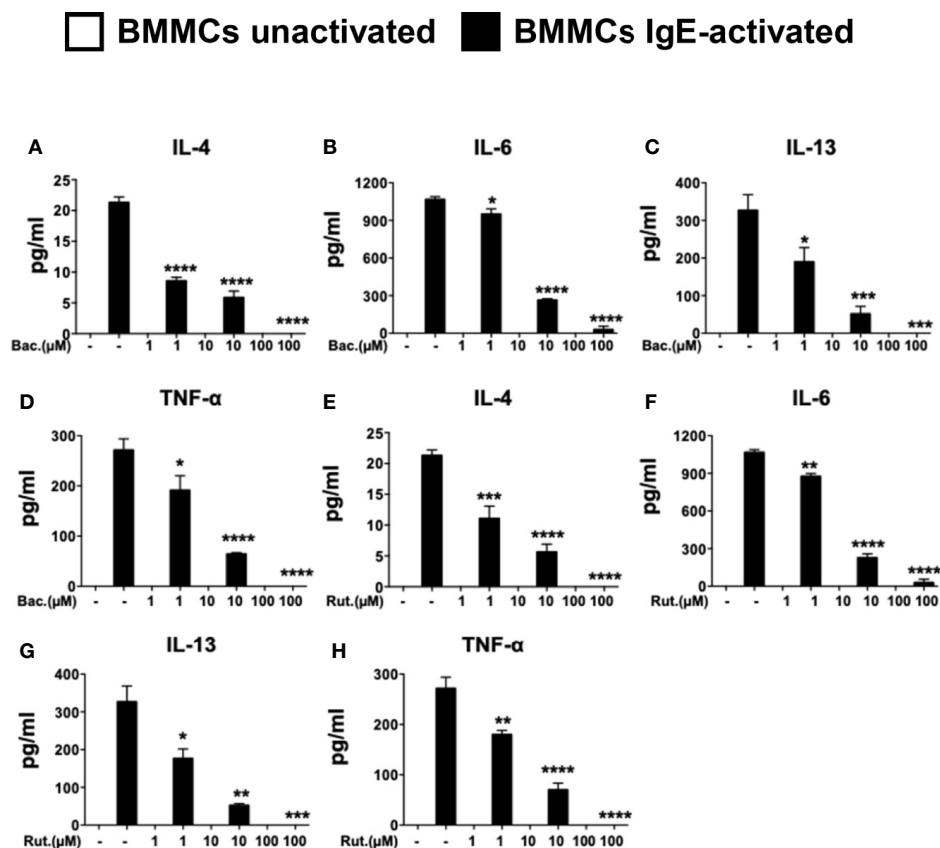 BMMCs unactivated BMMCs IgE-activated
A IL-4 B IL-6 C IL-13
25 20 15 10 5 0 pg/ml **** **** ****
1200 900 600 300 0 pg/ml * **** ****
400 300 200 100 0 pg/ml * *** ***
Bac.(μM) - - 1 1 10 10 100 100 Bac.(μM) - - 1 1 10 10 100 100 Bac.(μM) - - 1 1 10 10 100 100
D TNF-α E IL-4 F IL-6
300 200 100 0 pg/ml * **** ****
25 20 15 10 5 0 pg/ml *** **** ****
1200 900 600 300 0 pg/ml ** **** ****
Bac.(μM) - - 1 1 10 10 100 100 Rut.(μM) - - 1 1 10 10 100 100 Rut.(μM) - - 1 1 10 10 100 100
G IL-13 H TNF-α
400 300 200 100 0 pg/ml * ** ***
300 200 100 0 pg/ml ** **** ****
Rut.(μM) - - 1 1 10 10 100 100 Rut.(μM) - - 1 1 10 10 100 100